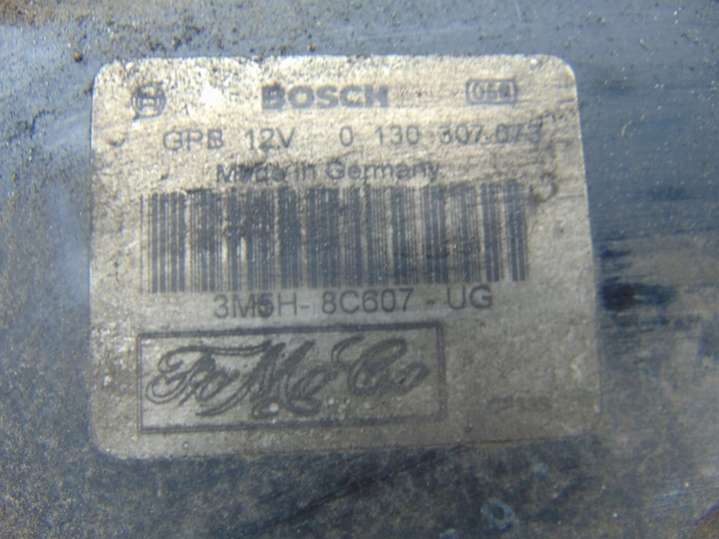 BOSCH
GPB 12V 0 130 307 073
Made in Germany
3M5H-8C607-UG
FoMoCo